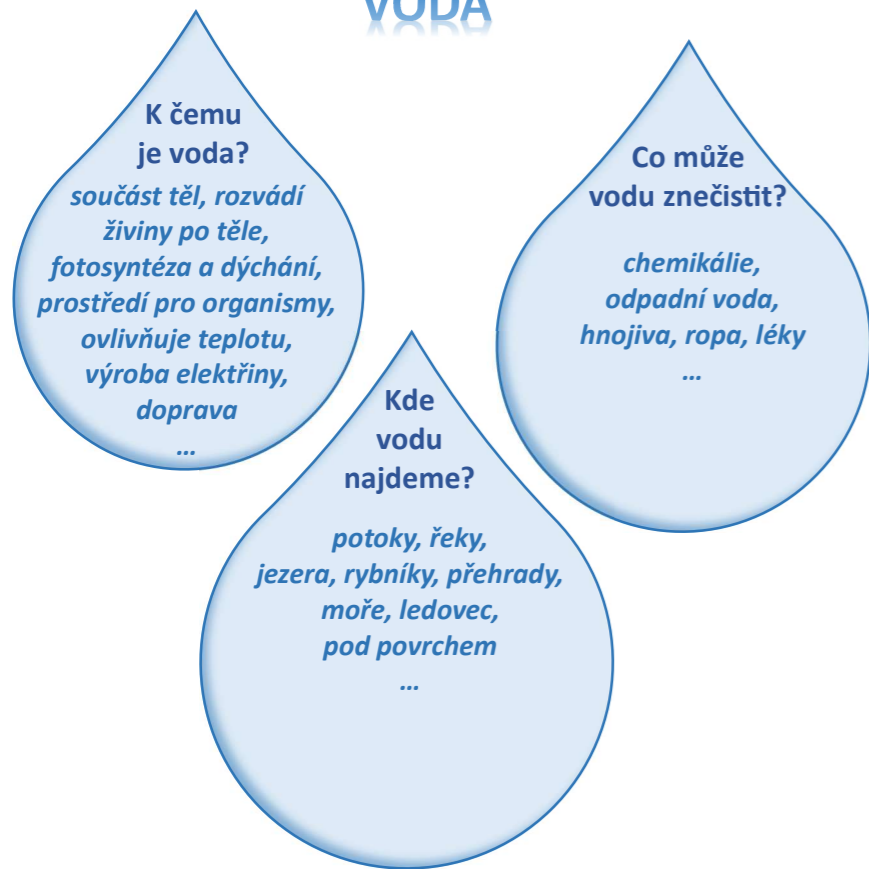 VODA
K čemu
je voda?
součást těl, rozvádí
živiny po těle,
fotosyntéza a dýchání,
prostředí pro organismy,
ovlivňuje teplotu,
výroba elektřiny,
doprava
...
Co může
vodu znečistit?
chemikálie,
odpadní voda,
hnojiva, ropa, léky
...
Kde
vodu
najdeme?
potoky, řeky,
jezera, rybníky, přehrady,
moře, ledovec,
pod povrchem
...